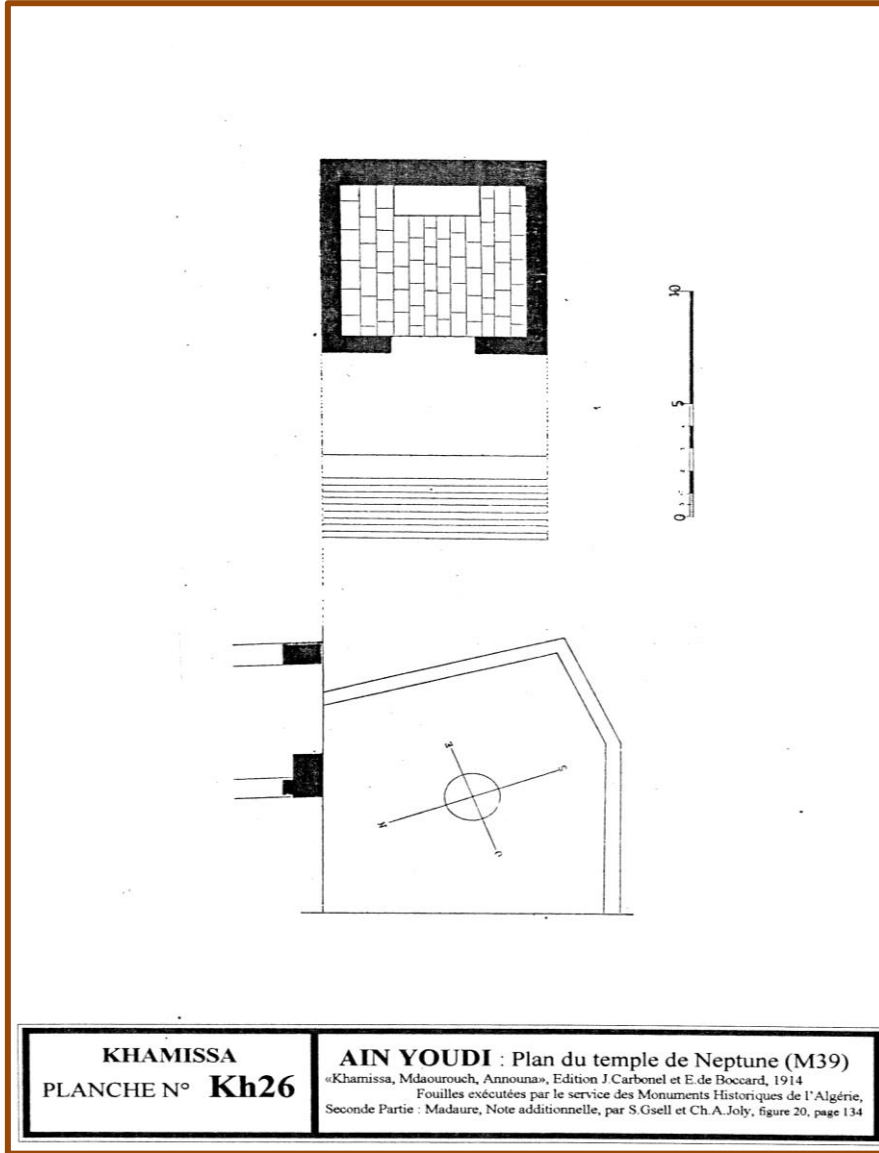 10
5
0
E
S
N
O
KHAMISSA
PLANCHE N° Kh26
AIN YOUDI : Plan du temple de Neptune (M39)
«Khamissa, Mdaourouch, Announa», Edition J.Carbonel et E.de Boccard, 1914
Fouilles exécutées par le service des Monuments Historiques de l'Algérie,
Seconde Partie : Madaure, Note additionnelle, par S.Gsell et Ch.A.Joly, figure 20, page 134